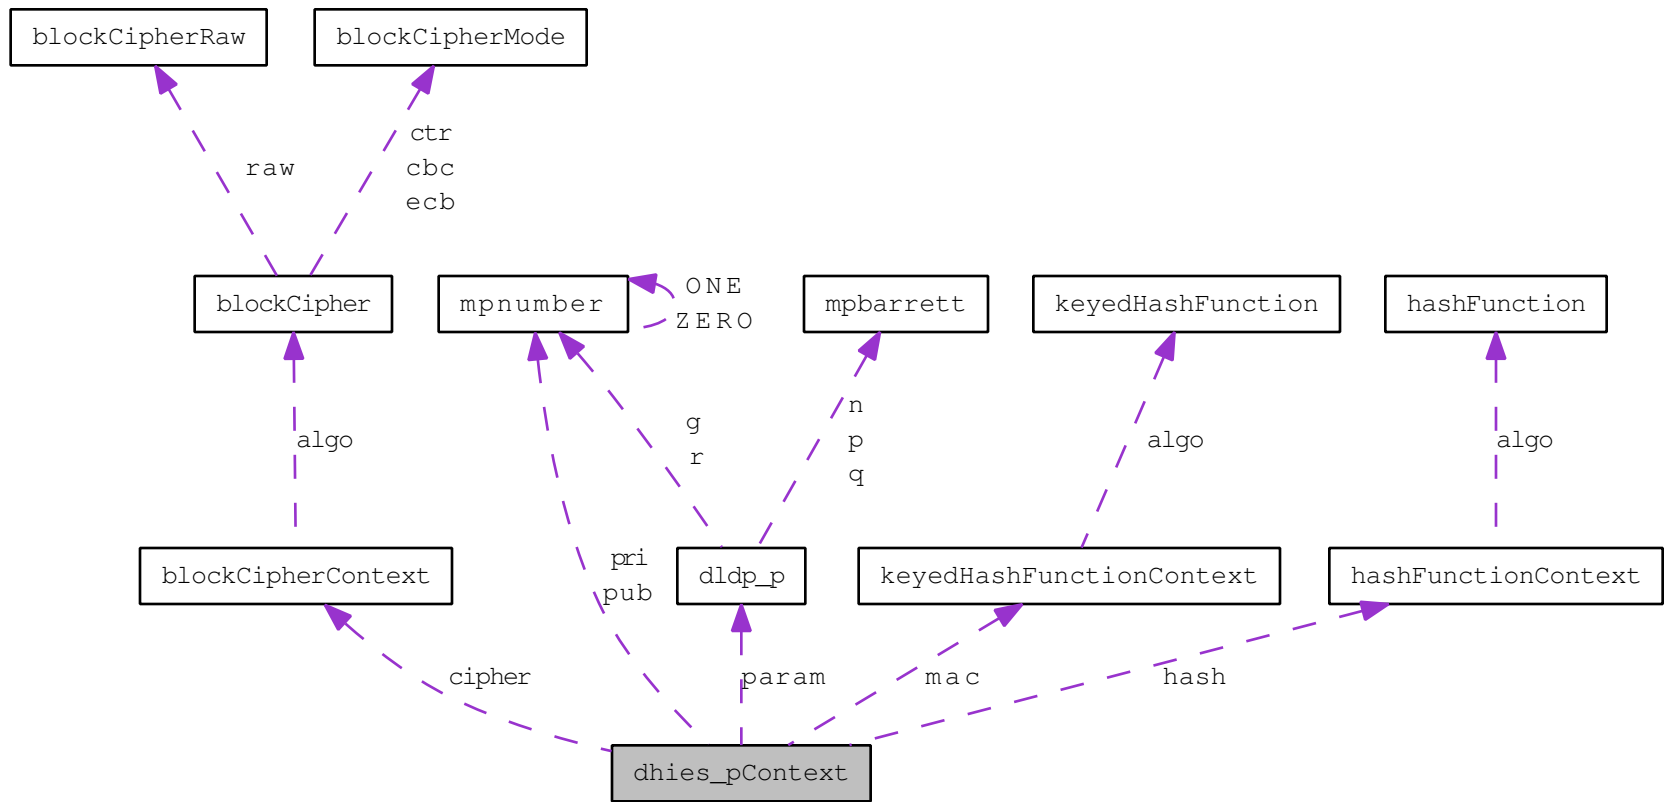 blockCipherRaw
blockCipherMode
ctr
raw
cbc
ecb
blockCipher
mpnumber
ONE
ZERO
mpbarrett
keyedHashFunction
hashFunction
algo
g
r
n
p
q
algo
algo
blockCipherContext
pri
pub
dldp_p
keyedHashFunctionContext
hashFunctionContext
cipher
param
mac
hash
dhies_pContext